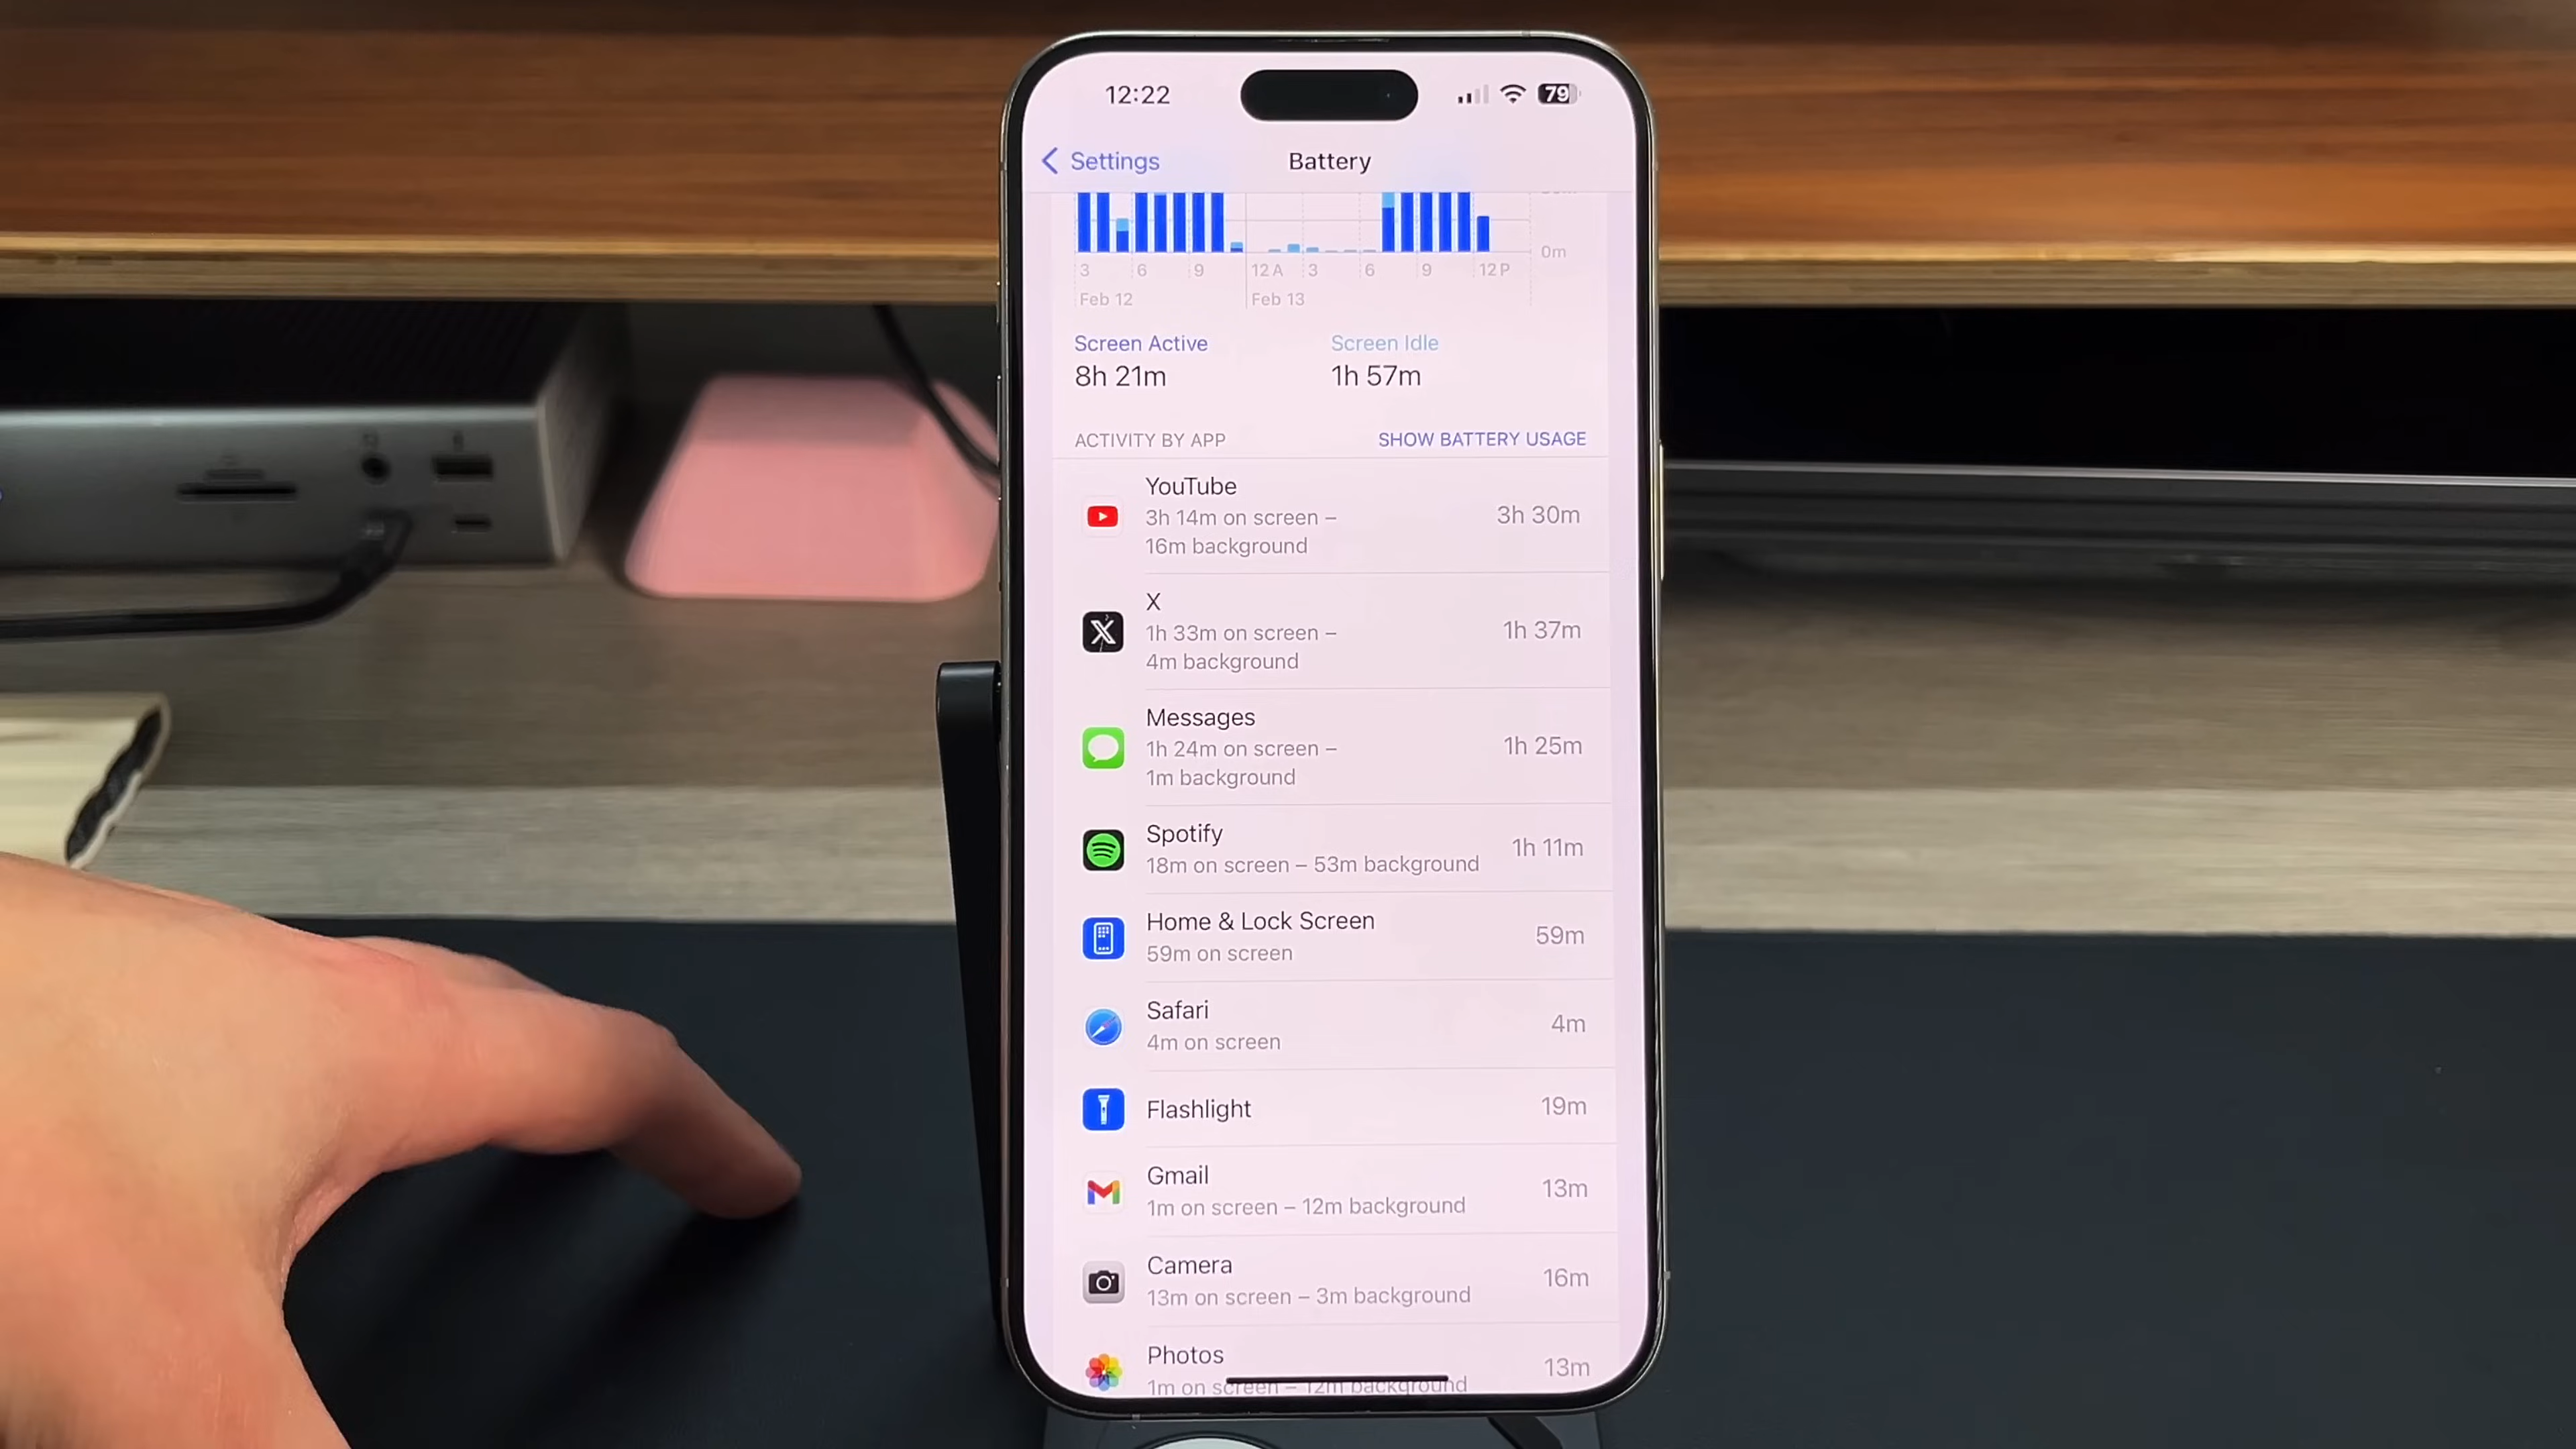 12:22
79
Settings
Battery
0m
3 6 9 12 A 3 6 9 12 P
Feb 12 Feb 13
Screen Active Screen Idle
8h 21m 1h 57m
ACTIVITY BY APP SHOW BATTERY USAGE
YouTube
3h 14m on screen –
16m background
3h 30m
X
1h 33m on screen –
4m background
1h 37m
Messages
1h 24m on screen –
1m background
1h 25m
Spotify
18m on screen – 53m background
1h 11m
Home & Lock Screen
59m on screen
59m
Safari
4m on screen
4m
Flashlight
19m
Gmail
1m on screen – 12m background
13m
Camera
13m on screen – 3m background
16m
Photos
1m on screen – 12m background
13m